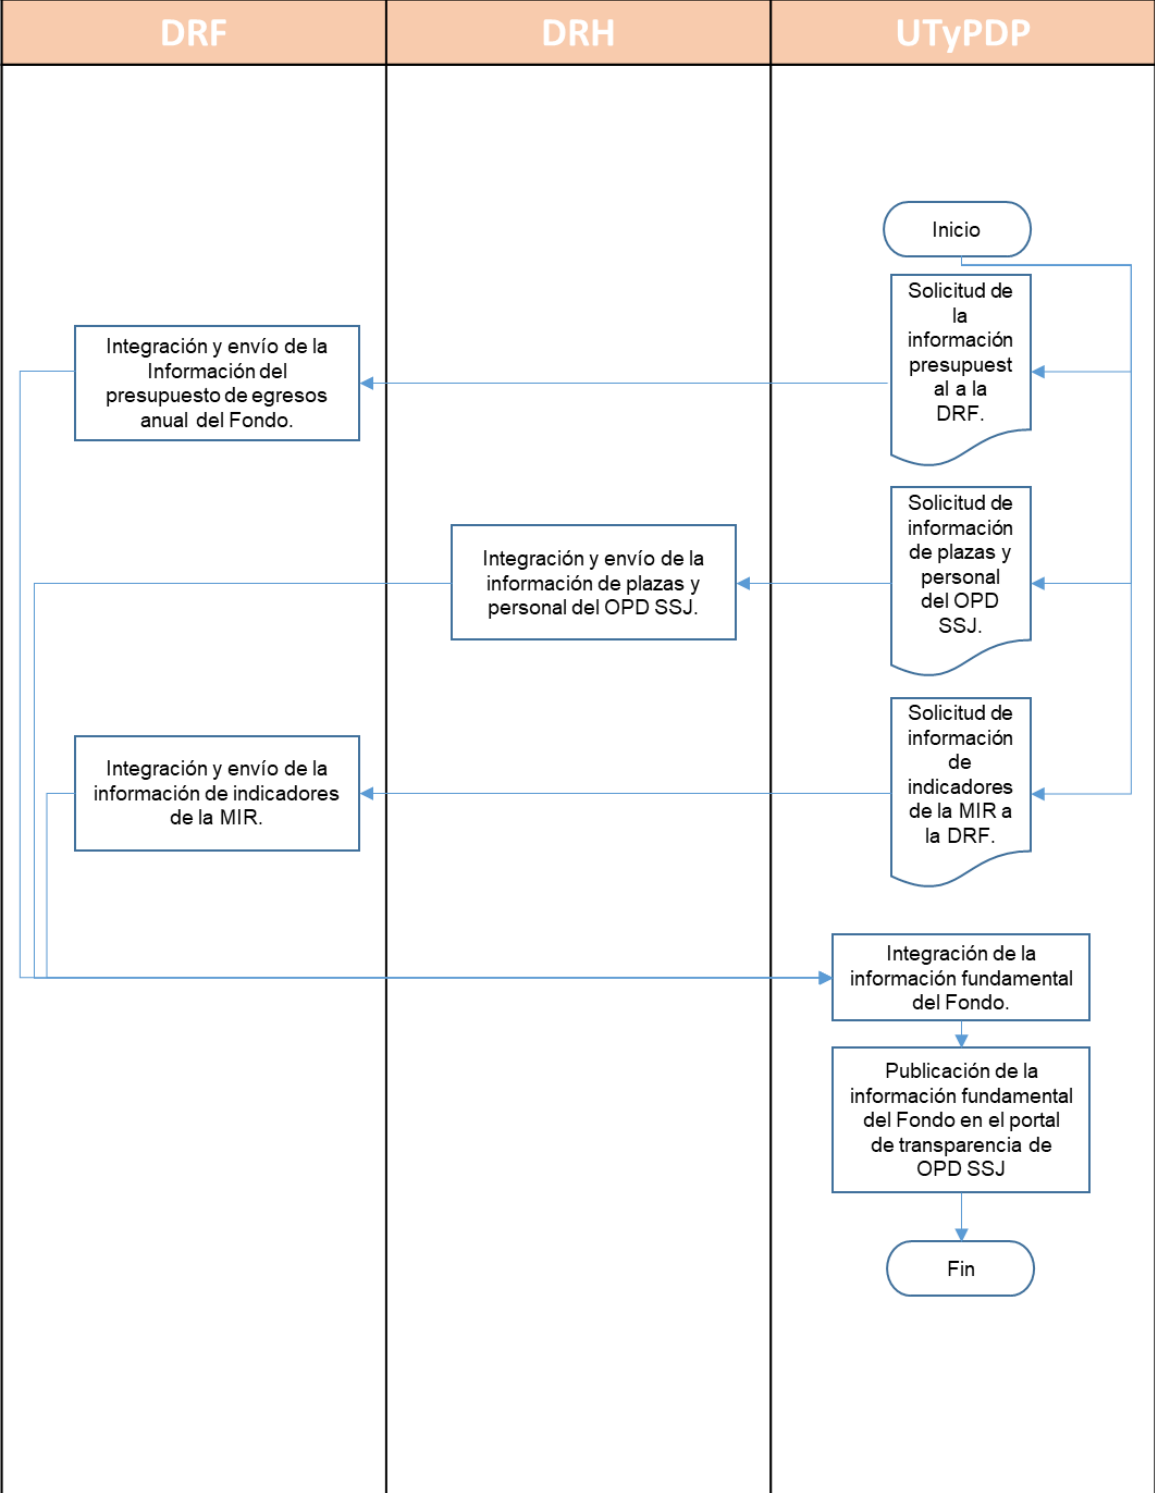 DRF
DRH
UTyPDP
Inicio
Solicitud de
la
información
presupuest
al a la
DRF.
Integración y envío de la
Información del
presupuesto de egresos
anual del Fondo.
Solicitud de
información
de plazas y
personal
del OPD
SSJ.
Integración y envío de la
información de plazas y
personal del OPD SSJ.
Solicitud de
información
de
indicadores
de la MIR a
la DRF.
Integración y envío de la
información de indicadores
de la MIR.
Integración de la
información fundamental
del Fondo.
Publicación de la
información fundamental
del Fondo en el portal
de transparencia de
OPD SSJ
Fin